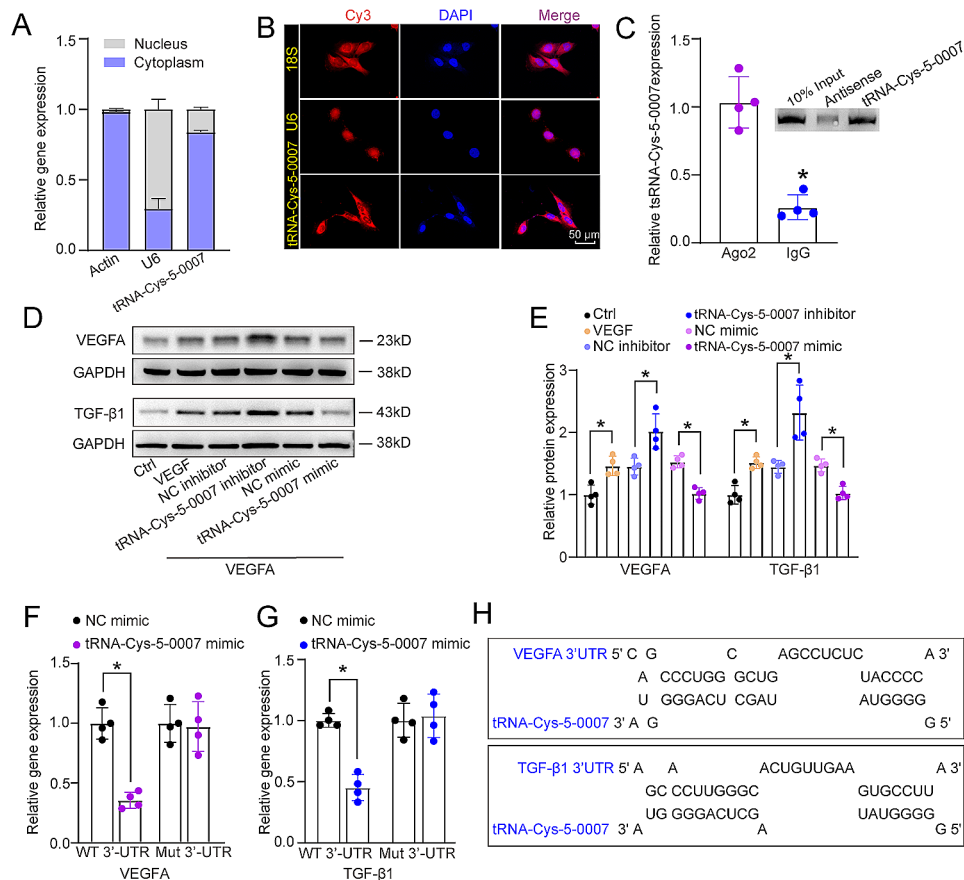 A
Relative gene expression
1.5
1.0
0.5
0.0
Nucleus
Cytoplasm
Actin
U6
tRNA-Cys-5-0007
B
Cy3
DAPI
Merge
18S
U6
tRNA-Cys-5-0007
50 μm
C
Relative tsRNA-Cys-5-0007expression
1.5
1.0
0.5
0.0
*
Ago2
IgG
10% Input
Antisense
tRNA-Cys-5-0007
D
VEGFA
23kD
GAPDH
38kD
TGF-β1
43kD
GAPDH
38kD
Ctrl
VEGF
NC inhibitor
tRNA-Cys-5-0007 inhibitor
NC mimic
tRNA-Cys-5-0007 mimic
VEGFA
E
Ctrl
VEGF
NC inhibitor
tRNA-Cys-5-0007 inhibitor
NC mimic
tRNA-Cys-5-0007 mimic
Relative protein expression
3
2
1
0
* * * * * *
VEGFA
TGF-β1
F
NC mimic
tRNA-Cys-5-0007 mimic
Relative gene expression
1.5
1.0
0.5
0.0
*
WT 3'-UTR
Mut 3'-UTR
VEGFA
G
NC mimic
tRNA-Cys-5-0007 mimic
Relative gene expression
1.5
1.0
0.5
0.0
*
WT 3'-UTR
Mut 3'-UTR
TGF-β1
H
VEGFA 3'UTR 5' C G C AGCCUCUC A 3'
A CCCUGG GCUG UACCCC
U GGGACU CGAU AUGGGG
tRNA-Cys-5-0007 3' A G G 5'
TGF-β1 3'UTR 5' A A ACUGUUGAA A 3'
GC CCUUGGGC GUGCCUU
UG GGGACUCG UAUGGGG
tRNA-Cys-5-0007 3' A A G 5'